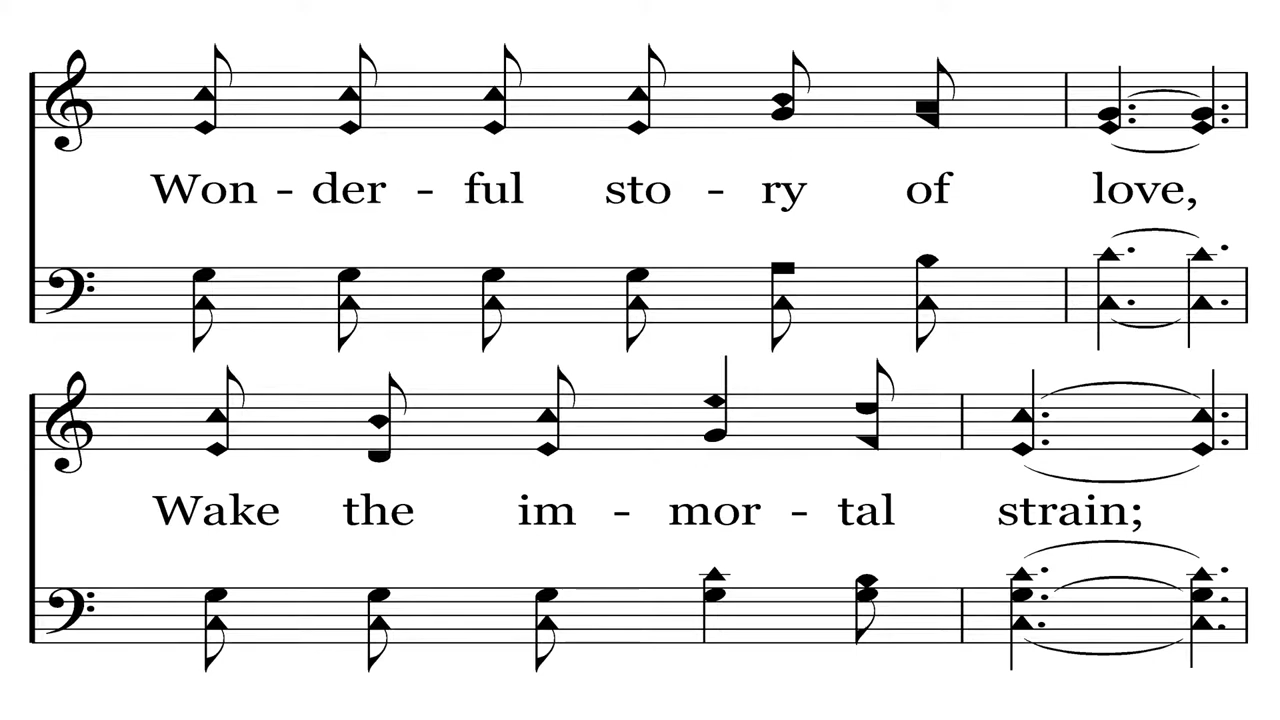 Won - der - ful sto - ry of love,
Wake the im - mor - tal strain;